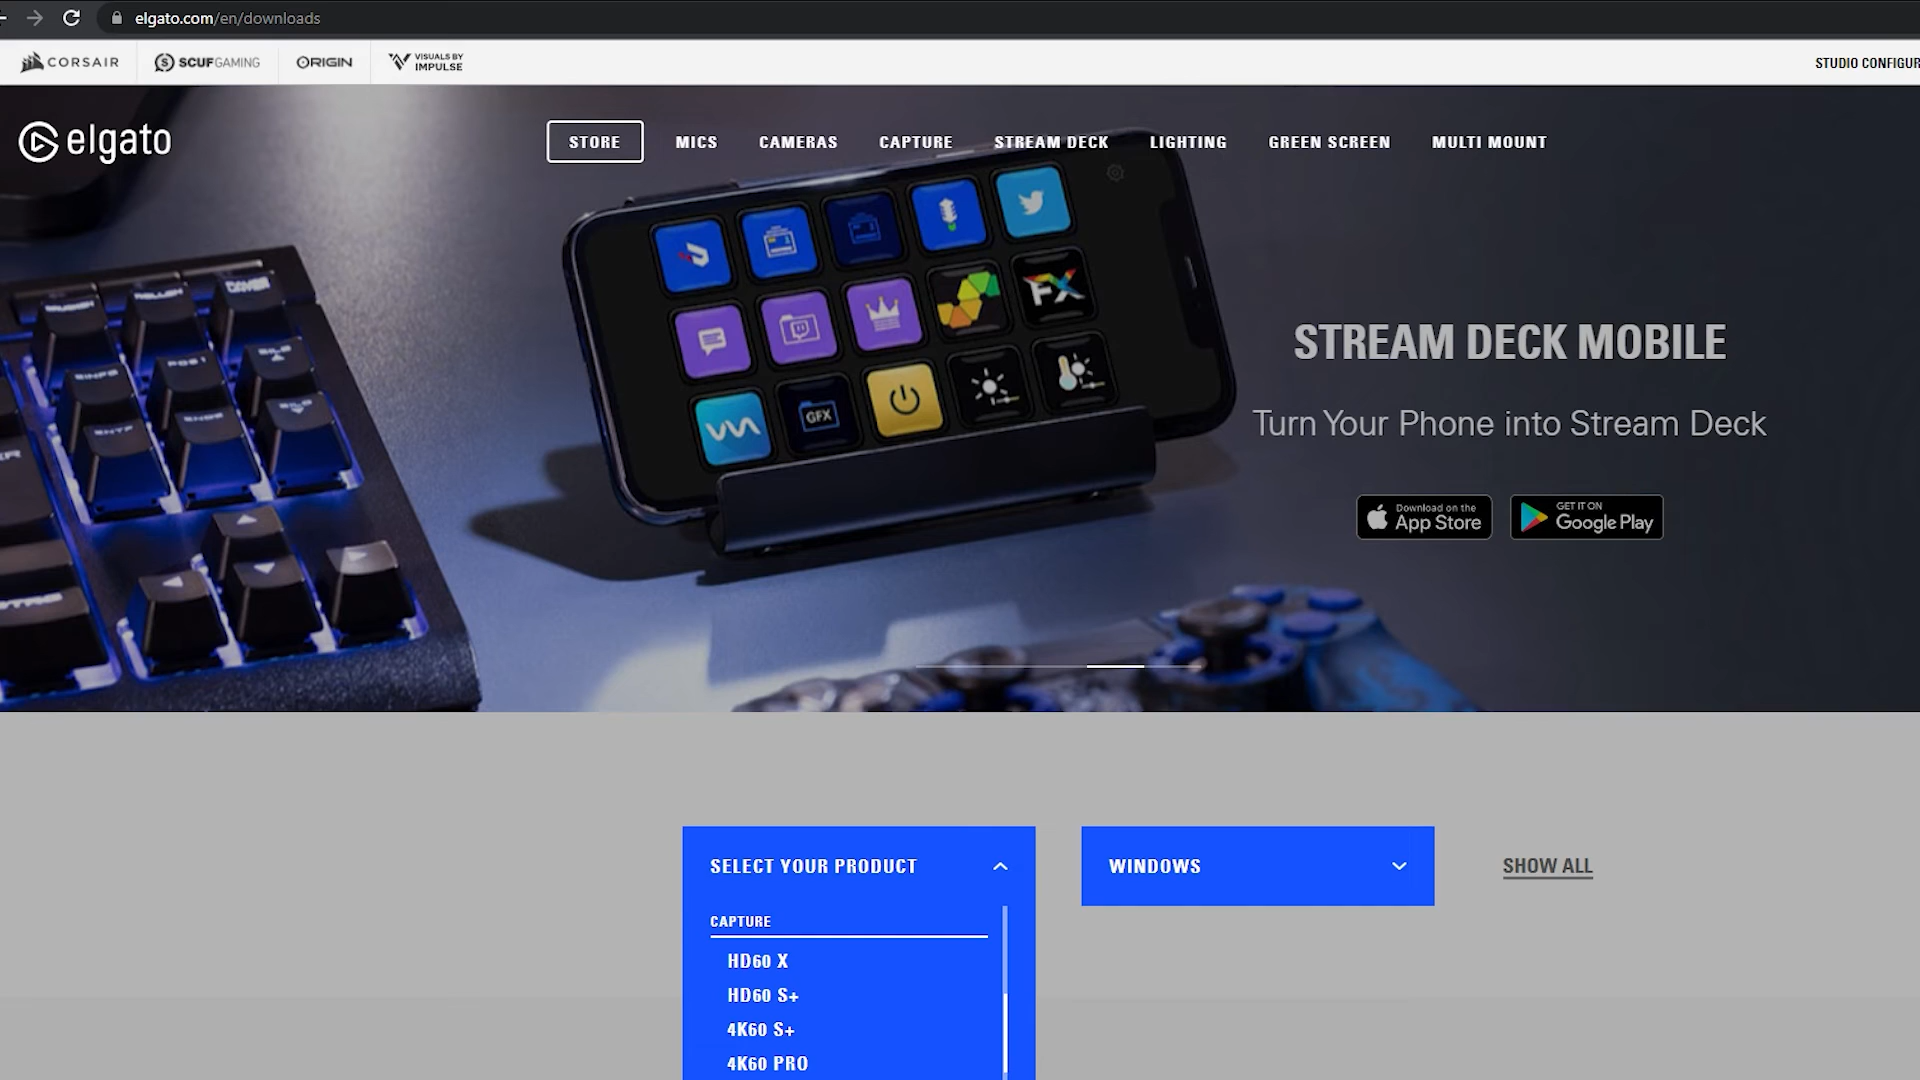 elgato.com/en/downloads
CORSAIR
SCUFGAMING
ORIGIN
VISUALS BY
IMPULSE
STUDIO CONFIGUR
elgato
STORE
MICS
CAMERAS
CAPTURE
STREAM DECK
LIGHTING
GREEN SCREEN
MULTI MOUNT
FX
GFX
STREAM DECK MOBILE
Turn Your Phone into Stream Deck
Download on the
App Store
GET IT ON
Google Play
SELECT YOUR PRODUCT
WINDOWS
SHOW ALL
CAPTURE
HD60 X
HD60 S+
4K60 S+
4K60 PRO